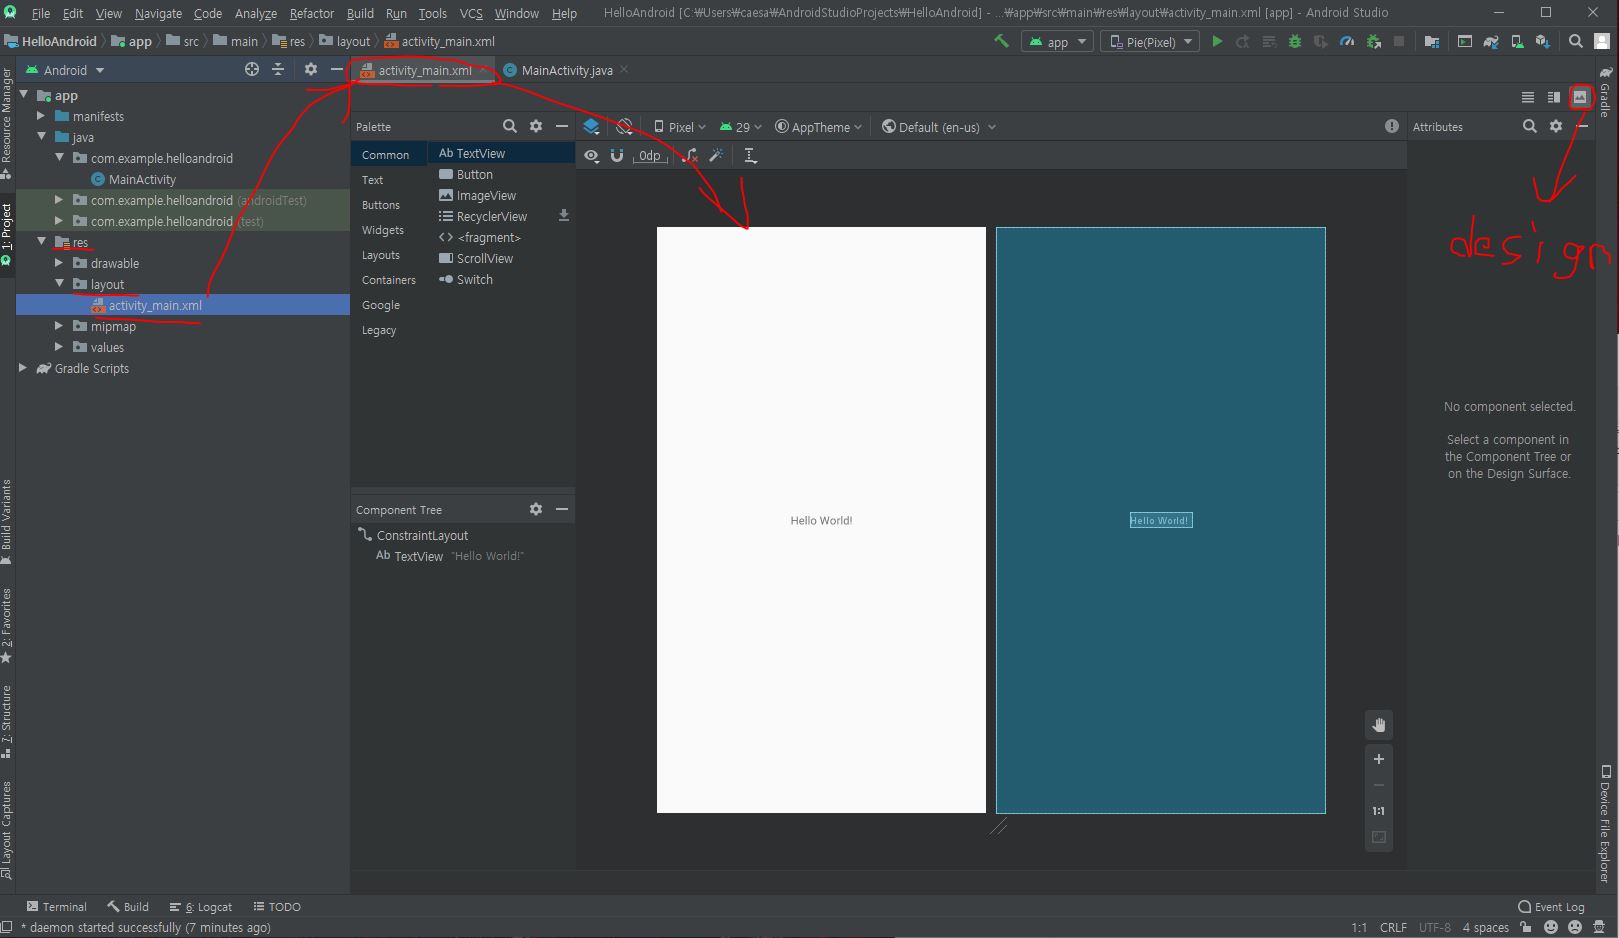 File Edit View Navigate Code Analyze Refactor Build Run Tools VCS Window Help HelloAndroid [C:₩Users₩caesa₩AndroidStudioProjects₩HelloAndroid] - ...₩app₩src₩main₩res₩layout₩activity_main.xml [app] - Android Studio
HelloAndroid app src main res layout activity_main.xml app Pie(Pixel)
Android activity_main.xml MainActivity.java
Resource Manager
1: Project
Build Variants
2: Favorites
7: Structure
Layout Captures
app
manifests
java
com.example.helloandroid
MainActivity
com.example.helloandroid (androidTest)
com.example.helloandroid (test)
res
drawable
layout
activity_main.xml
mipmap
values
Gradle Scripts
Palette
Common
Text
Buttons
Widgets
Layouts
Containers
Google
Legacy
Ab TextView
Button
ImageView
RecyclerView
<> <fragment>
ScrollView
Switch
Component Tree
ConstraintLayout
Ab TextView "Hello World!"
Pixel 29 AppTheme Default (en-us)
0dp
Hello World!
Hello World!
1:1
Attributes
design
No component selected.
Select a component in
the Component Tree or
on the Design Surface.
Gradle
Device File Explorer
Terminal Build 6: Logcat TODO Event Log
* daemon started successfully (7 minutes ago) 1:1 CRLF UTF-8 4 spaces